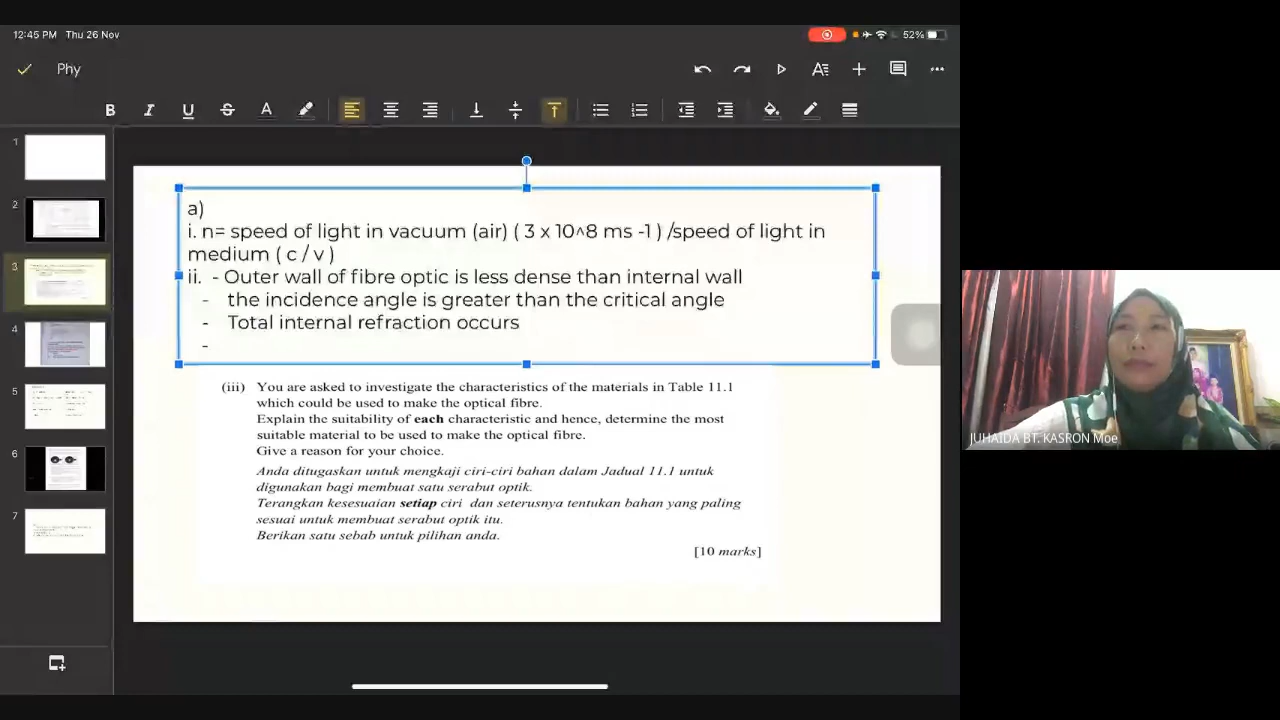 12:45 PM Thu 26 Nov
52%
Phy
B I U S A
1
2
3
4
5
6
7
a)
i. n= speed of light in vacuum (air) ( 3 x 10^8 ms -1 ) /speed of light in
medium ( c / v )
ii. - Outer wall of fibre optic is less dense than internal wall
- the incidence angle is greater than the critical angle
- Total internal refraction occurs
-
(iii) You are asked to investigate the characteristics of the materials in Table 11.1
which could be used to make the optical fibre.
Explain the suitability of each characteristic and hence, determine the most
suitable material to be used to make the optical fibre.
Give a reason for your choice.
Anda ditugaskan untuk mengkaji ciri-ciri bahan dalam Jadual 11.1 untuk
digunakan bagi membuat satu serabut optik.
Terangkan kesesuaian setiap ciri dan seterusnya tentukan bahan yang paling
sesuai untuk membuat serabut optik itu.
Berikan satu sebab untuk pilihan anda.
[10 marks]
JUHAIDA BT. KASRON Moe